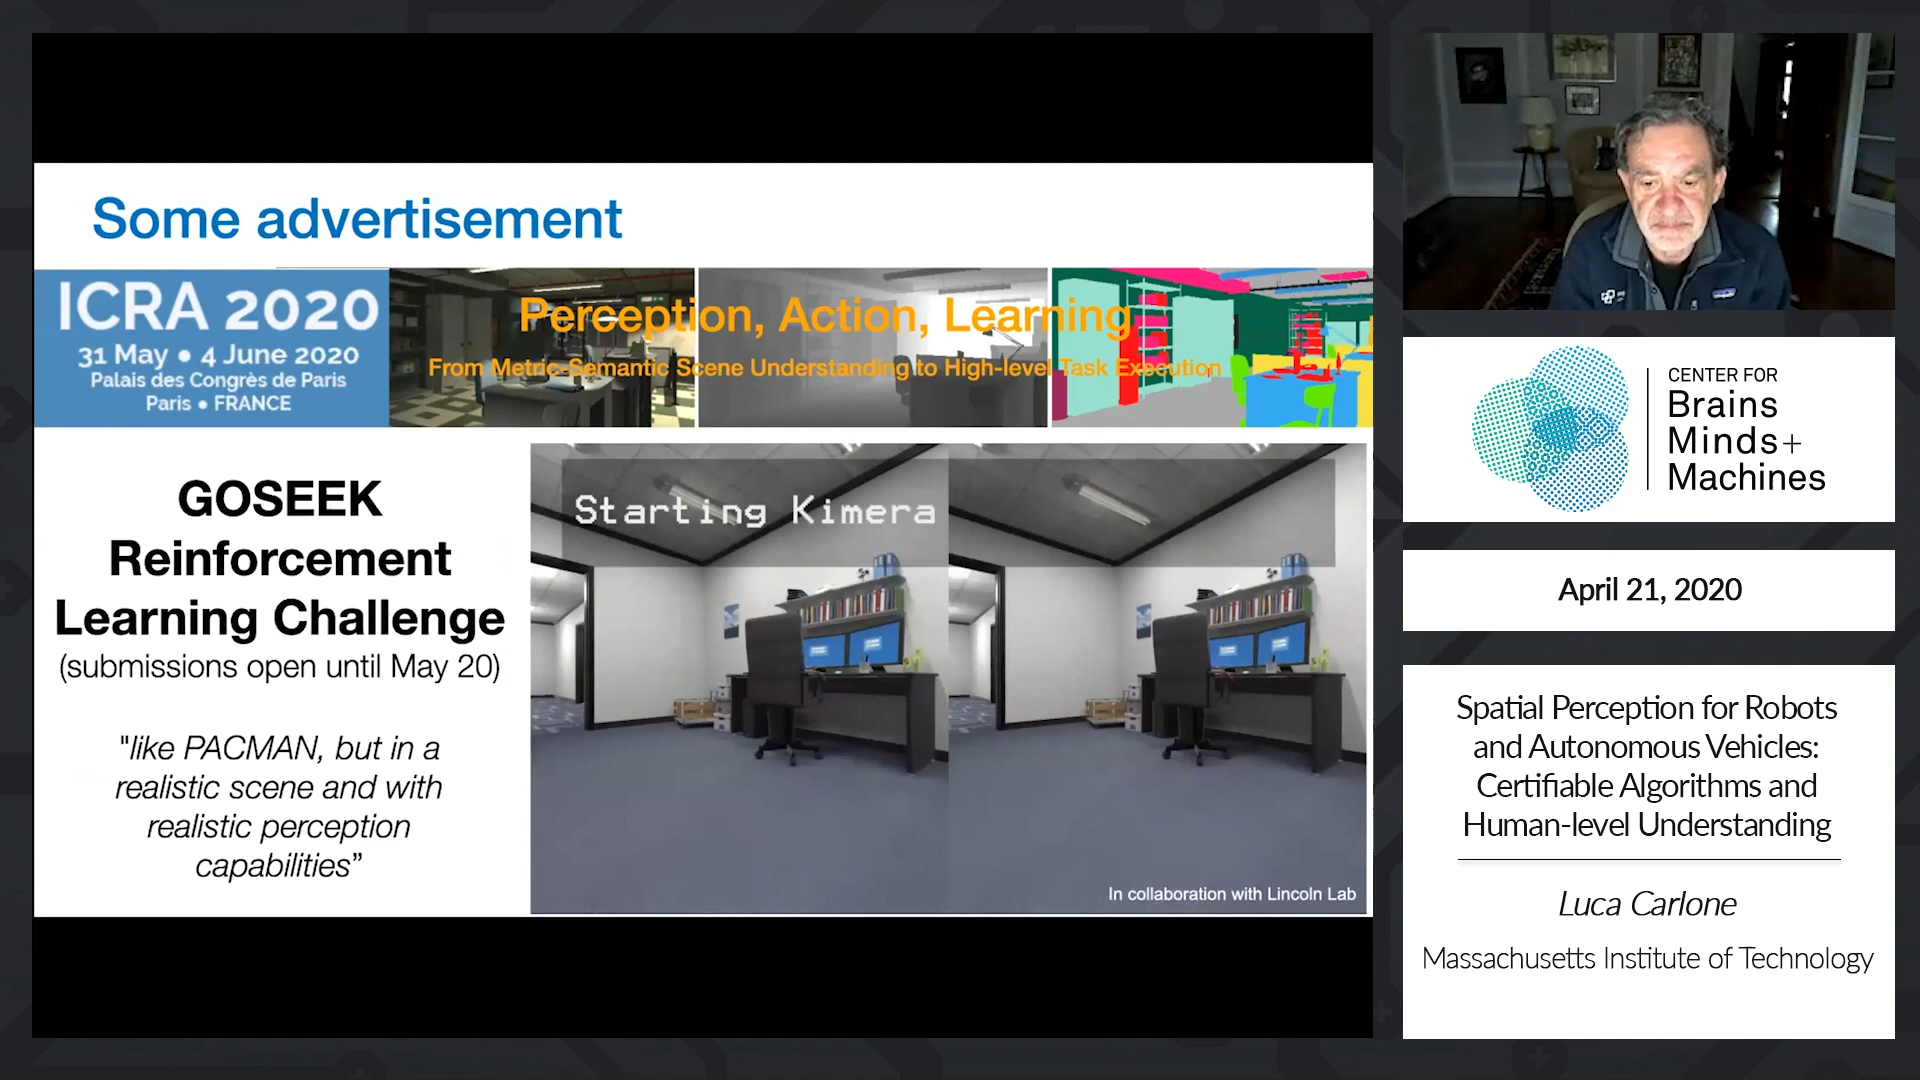 Some advertisement
ICRA 2020
31 May • 4 June 2020
Palais des Congrès de Paris
Paris • FRANCE
Perception, Action, Learning
From Metric-Semantic Scene Understanding to High-level Task Execution
GOSEEK
Reinforcement
Learning Challenge
(submissions open until May 20)
"like PACMAN, but in a
realistic scene and with
realistic perception
capabilities”
Starting Kimera
In collaboration with Lincoln Lab
CENTER FOR
Brains
Minds+
Machines
April 21, 2020
Spatial Perception for Robots
and Autonomous Vehicles:
Certifiable Algorithms and
Human-level Understanding
Luca Carlone
Massachusetts Institute of Technology